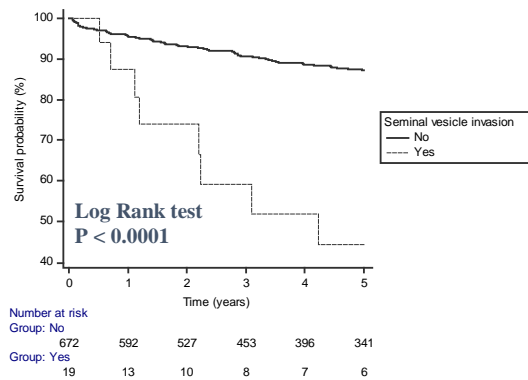 100
90
80
70
60
50
40
Survival probability (%)
Log Rank test
P < 0.0001
0 1 2 3 4 5
Time (years)
Seminal vesicle invasion
No
Yes
Number at risk
Group: No
672 592 527 453 396 341
Group: Yes
19 13 10 8 7 6